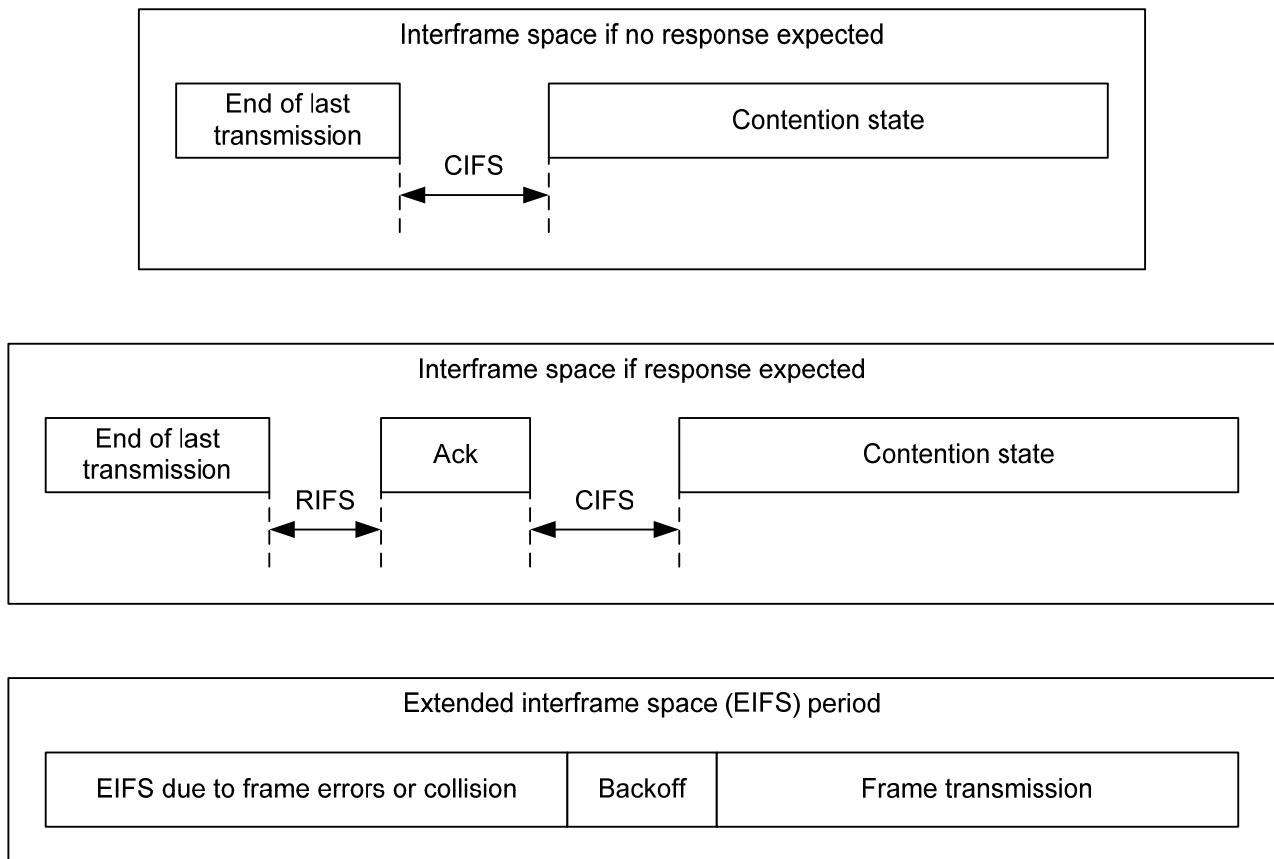 Interframe space if no response expected
End of last
transmission
Contention state
CIFS
Interframe space if response expected
End of last
transmission
Ack
Contention state
RIFS
CIFS
Extended interframe space (EIFS) period
EIFS due to frame errors or collision
Backoff
Frame transmission